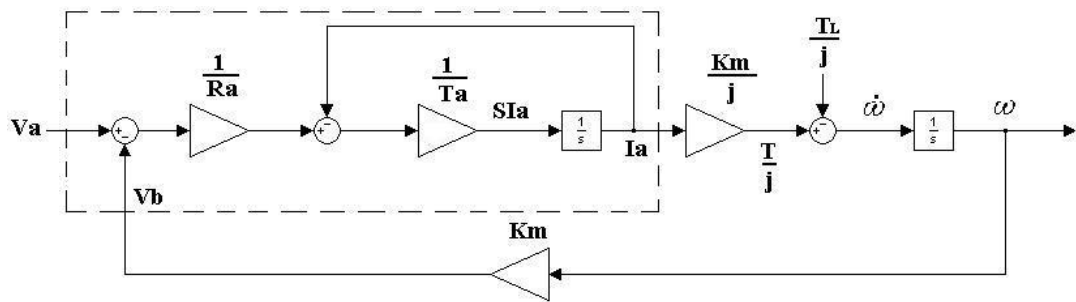 Va
+ −
1
Ra
+ −
1
Ta
SIa
1
s
Ia
Km
j
T
j
TL
j
+ −
ω̇
1
s
ω
Vb
Km